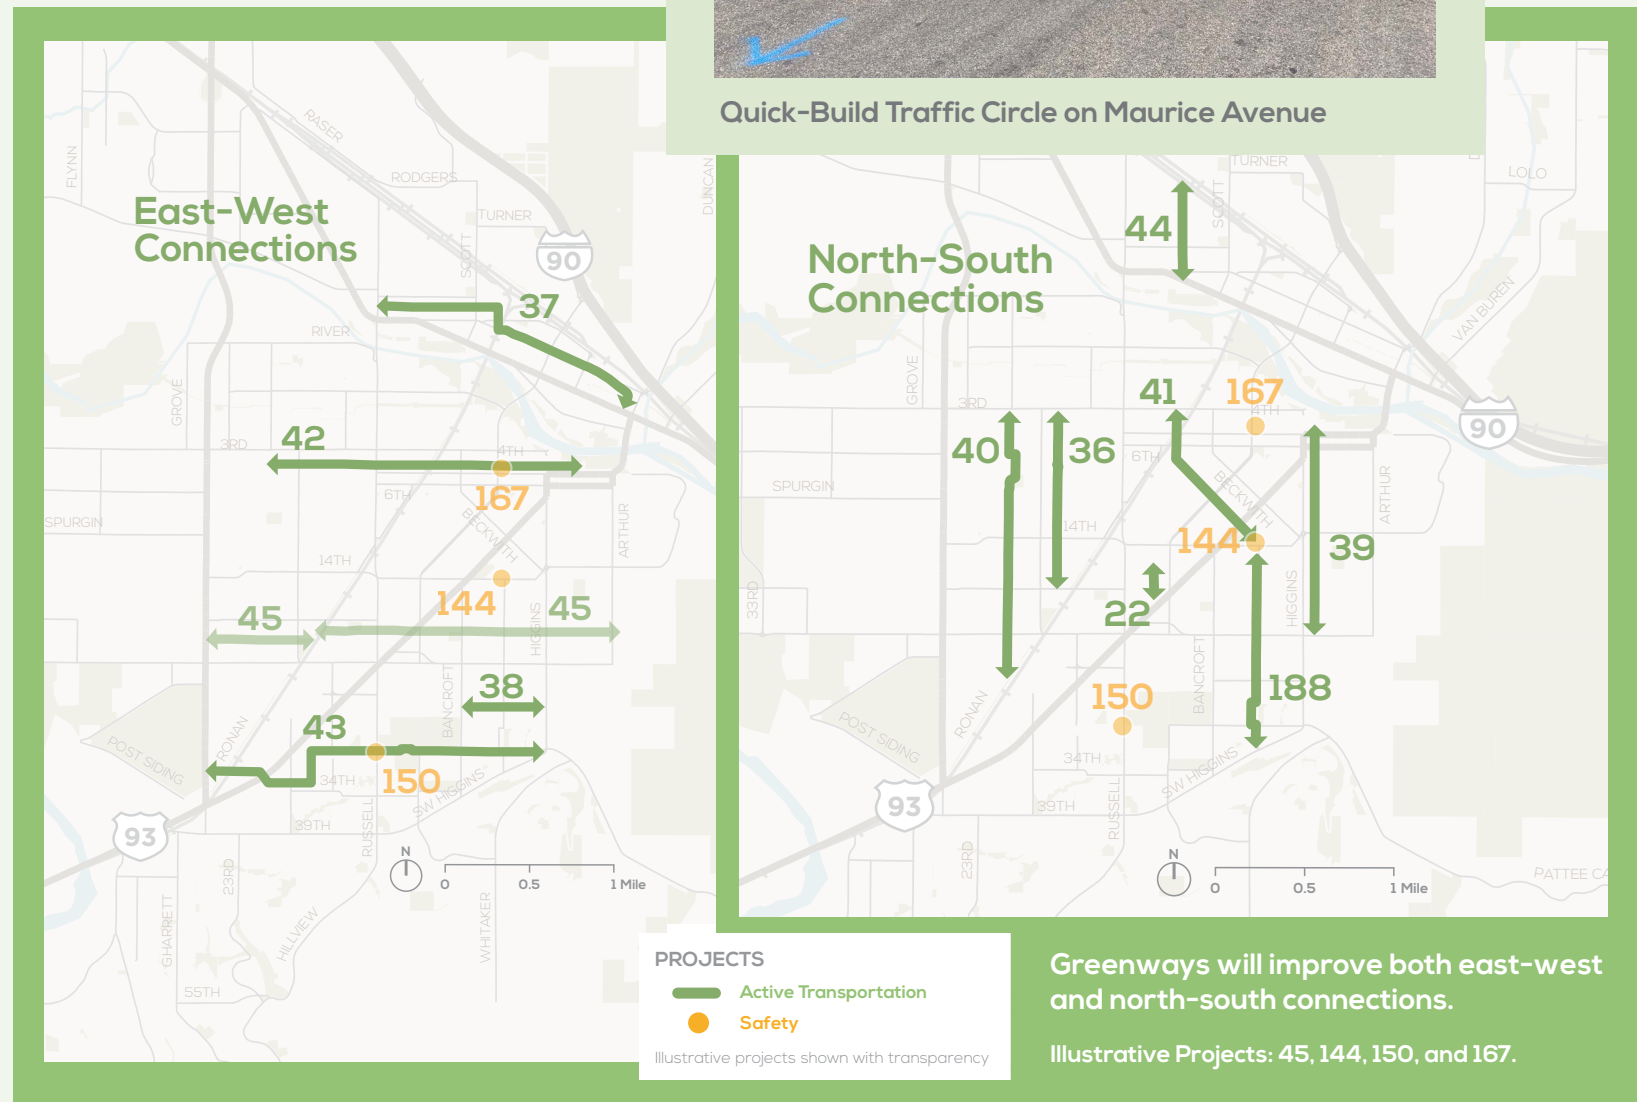 Quick-Build Traffic Circle on Maurice Avenue
East-West
Connections
FLYNN
RASER
RODGERS
DUNCAN
TURNER
SCOTT
90
37
RIVER
GROVE
3RD
42
4TH
167
6TH
SPURGIN
BECKWITH
ARTHUR
14TH
144
45
45
HIGGINS
BANCROFT
38
43
RONAN
POST SIDING
34TH
150
SW HIGGINS
93
39TH
RUSSELL
N
0
0.5
1 Mile
23RD
GHARRETT
HILLVIEW
WHITAKER
55TH
North-South
Connections
TURNER
LOLO
SCOTT
44
VAN BUREN
GROVE
3RD
41
167
4TH
90
40
36
6TH
SPURGIN
BECKWITH
ARTHUR
14TH
144
39
33RD
22
HIGGINS
BANCROFT
188
150
RONAN
POST SIDING
34TH
SW HIGGINS
93
39TH
RUSSELL
23RD
N
0
0.5
1 Mile
PATTEE CA
PROJECTS
Active Transportation
Safety
Illustrative projects shown with transparency
Greenways will improve both east-west
and north-south connections.
Illustrative Projects: 45, 144, 150, and 167.